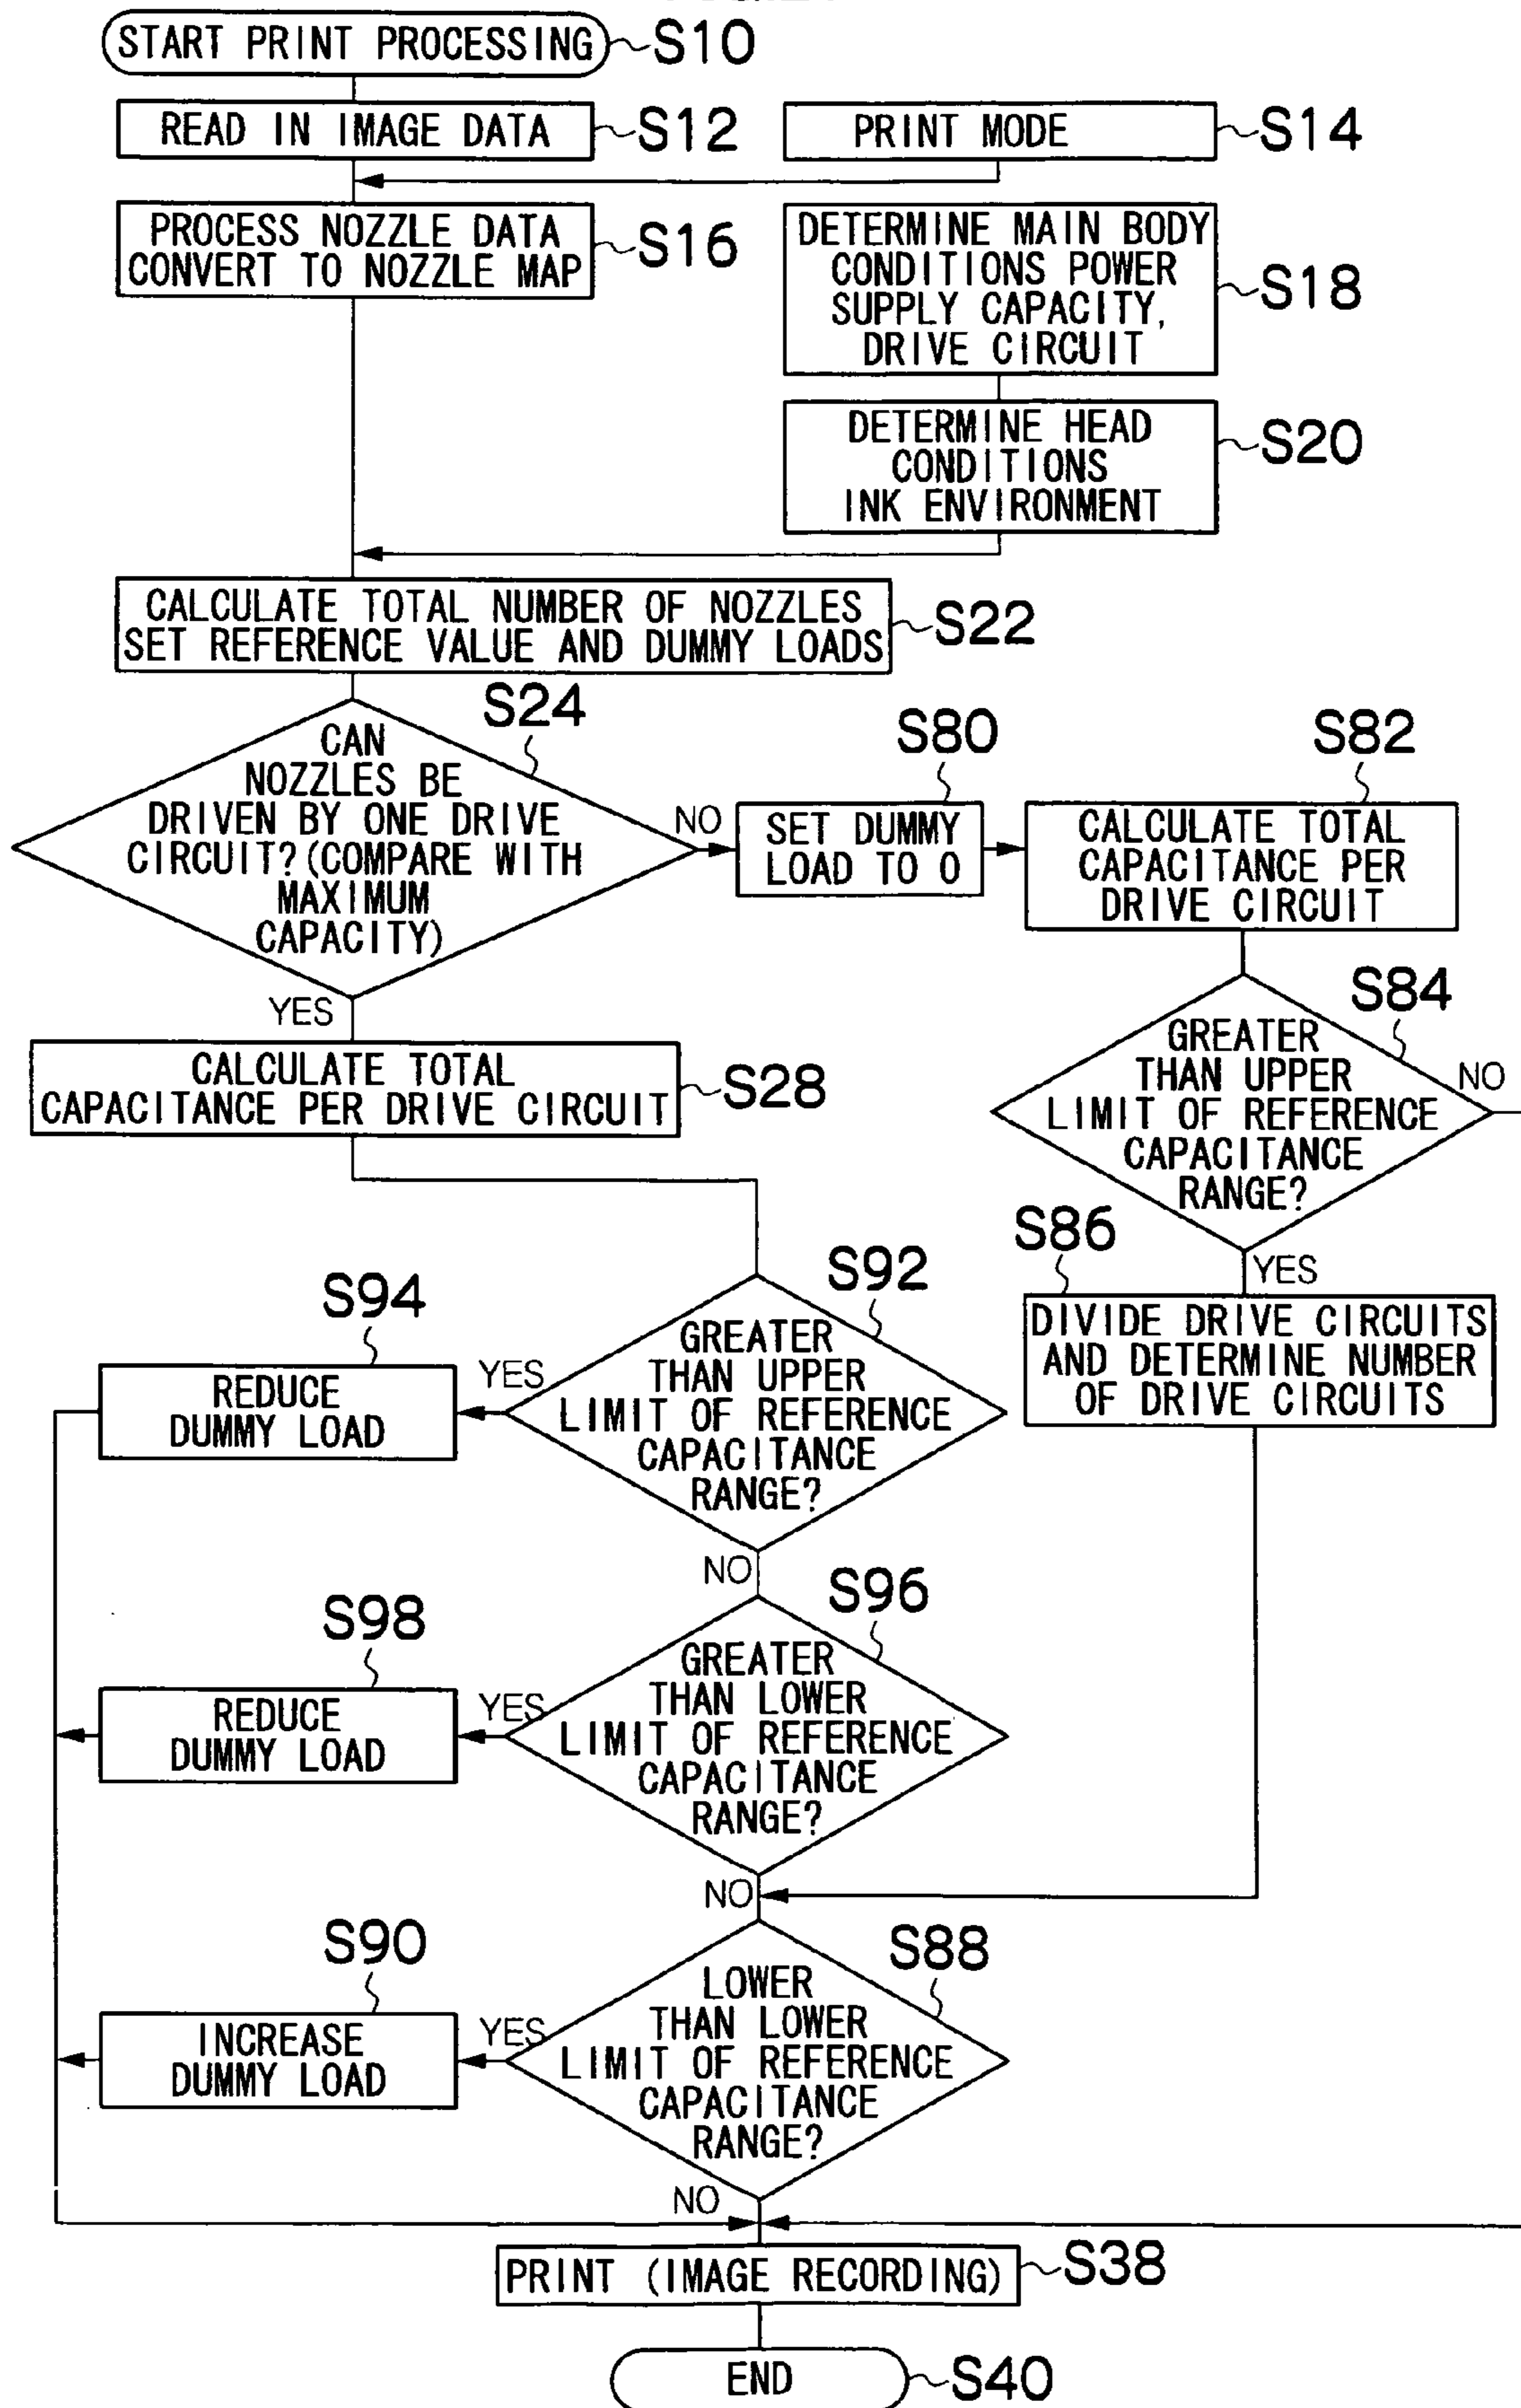 START PRINT PROCESSING
S10
READ IN IMAGE DATA
S12
PRINT MODE
S14
PROCESS NOZZLE DATA
CONVERT TO NOZZLE MAP
S16
DETERMINE MAIN BODY
CONDITIONS POWER
SUPPLY CAPACITY,
DRIVE CIRCUIT
S18
DETERMINE HEAD
CONDITIONS
INK ENVIRONMENT
S20
CALCULATE TOTAL NUMBER OF NOZZLES
SET REFERENCE VALUE AND DUMMY LOADS
S22
S24
CAN
NOZZLES BE
DRIVEN BY ONE DRIVE
CIRCUIT? (COMPARE WITH
MAXIMUM
CAPACITY)
NO
S80
SET DUMMY
LOAD TO 0
S82
CALCULATE TOTAL
CAPACITANCE PER
DRIVE CIRCUIT
YES
CALCULATE TOTAL
CAPACITANCE PER DRIVE CIRCUIT
S28
S84
GREATER
THAN UPPER
LIMIT OF REFERENCE
CAPACITANCE
RANGE?
NO
YES
S86
DIVIDE DRIVE CIRCUITS
AND DETERMINE NUMBER
OF DRIVE CIRCUITS
S92
GREATER
THAN UPPER
LIMIT OF REFERENCE
CAPACITANCE
RANGE?
YES
S94
REDUCE
DUMMY LOAD
NO
S96
GREATER
THAN LOWER
LIMIT OF REFERENCE
CAPACITANCE
RANGE?
YES
S98
REDUCE
DUMMY LOAD
NO
S88
LOWER
THAN LOWER
LIMIT OF REFERENCE
CAPACITANCE
RANGE?
YES
S90
INCREASE
DUMMY LOAD
NO
PRINT (IMAGE RECORDING)
S38
END
S40